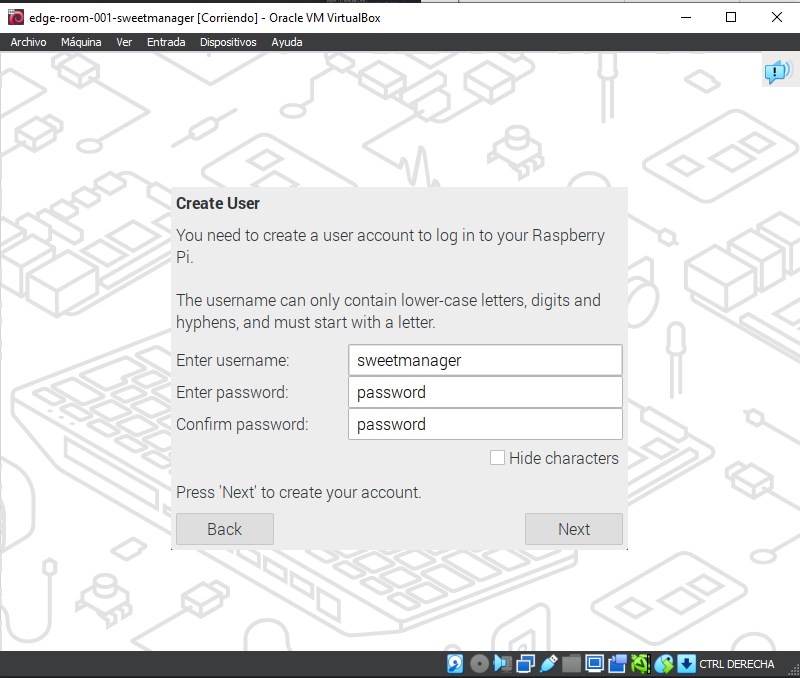 edge-room-001-sweetmanager [Corriendo] - Oracle VM VirtualBox
Archivo Máquina Ver Entrada Dispositivos Ayuda
Create User
You need to create a user account to log in to your Raspberry
Pi.
The username can only contain lower-case letters, digits and
hyphens, and must start with a letter.
Enter username: sweetmanager
Enter password: password
Confirm password: password
Hide characters
Press 'Next' to create your account.
Back Next
CTRL DERECHA